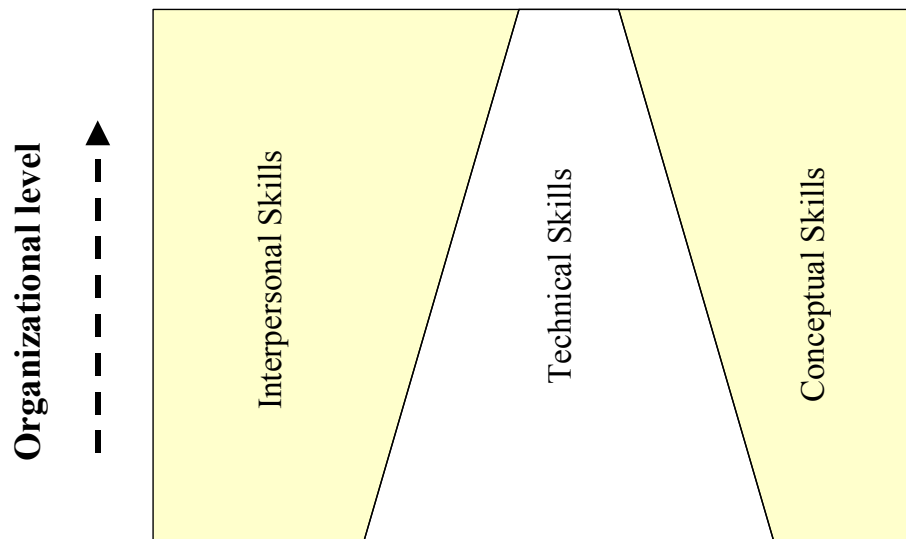 Organizational level
Interpersonal Skills
Technical Skills
Conceptual Skills